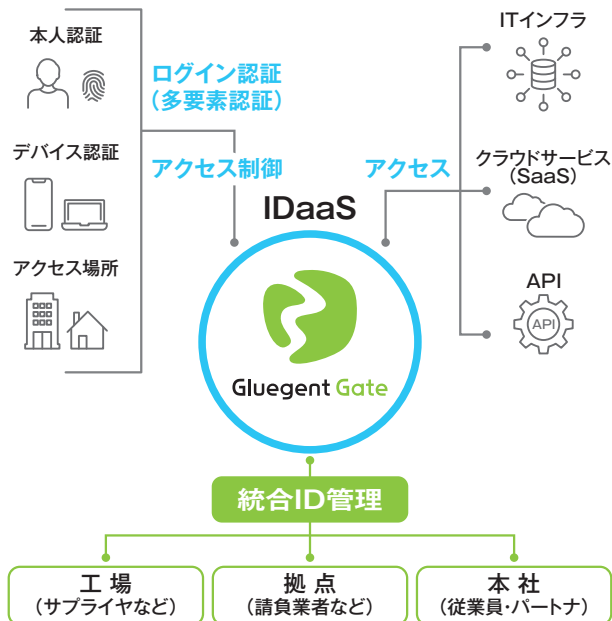 本人認証
デバイス認証
アクセス場所
ログイン認証
(多要素認証)
アクセス制御
アクセス
ITインフラ
クラウドサービス
(SaaS)
API
API
IDaaS
Gluegent Gate
統合ID管理
工場
(サプライヤなど)
拠点
(請負業者など)
本社
(従業員・パートナ)